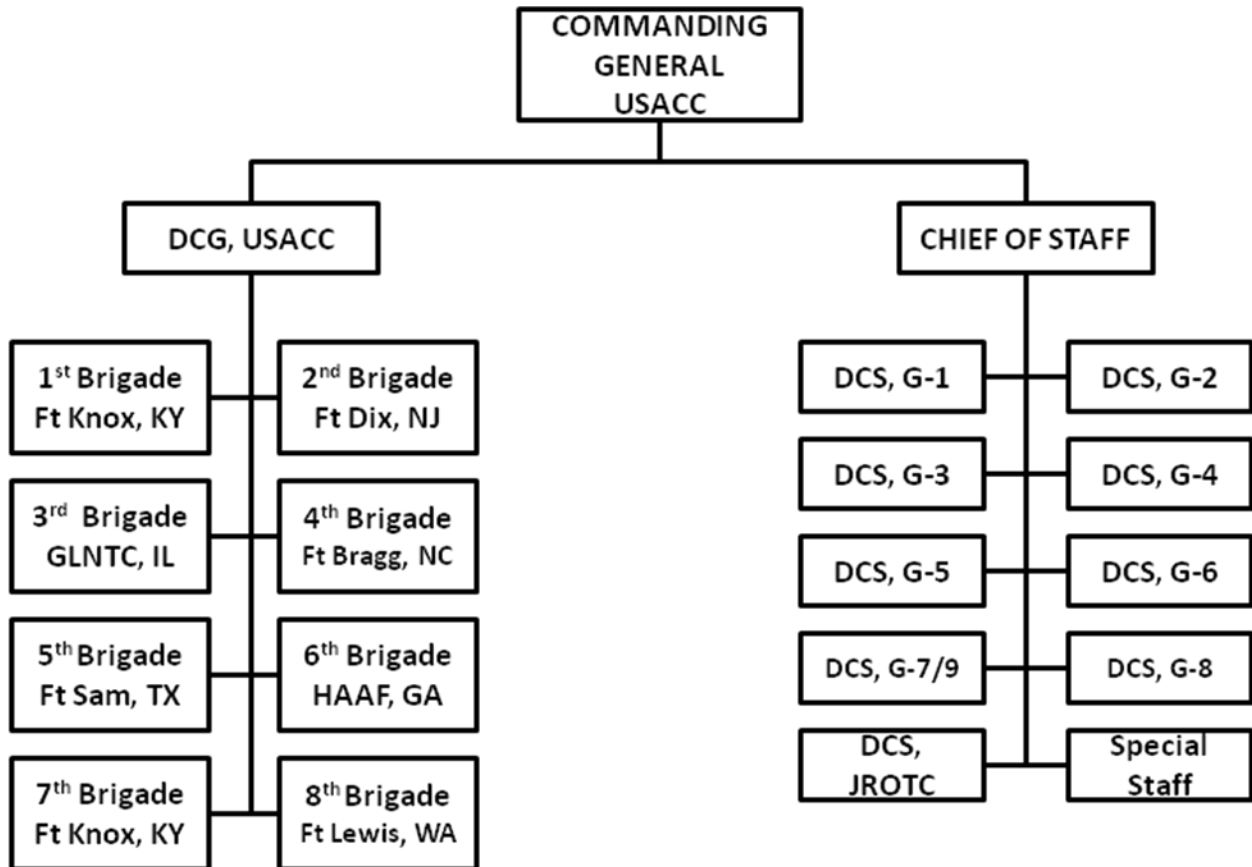 COMMANDING
GENERAL
USACC
DCG, USACC
CHIEF OF STAFF
1st Brigade
Ft Knox, KY
2nd Brigade
Ft Dix, NJ
3rd Brigade
GLNTC, IL
4th Brigade
Ft Bragg, NC
5th Brigade
Ft Sam, TX
6th Brigade
HAAF, GA
7th Brigade
Ft Knox, KY
8th Brigade
Ft Lewis, WA
DCS, G-1
DCS, G-2
DCS, G-3
DCS, G-4
DCS, G-5
DCS, G-6
DCS, G-7/9
DCS, G-8
DCS,
JROTC
Special
Staff